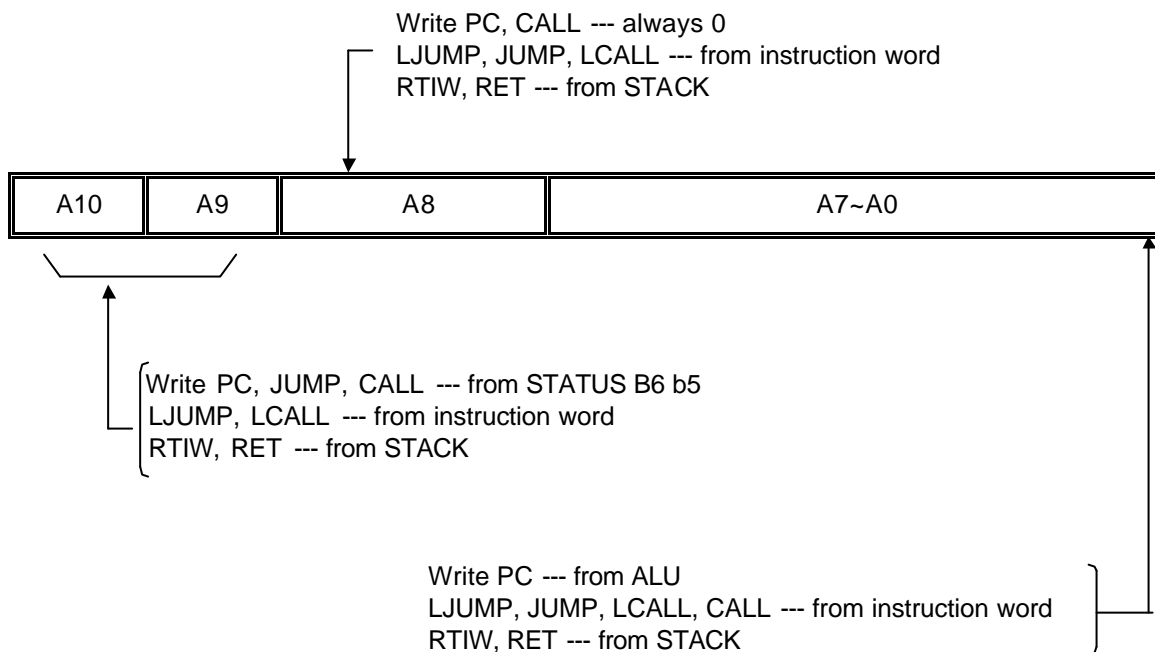 Write PC, CALL --- always 0
LJUMP, JUMP, LCALL --- from instruction word
RTIW, RET --- from STACK
A10 A9 A8 A7~A0
Write PC, JUMP, CALL --- from STATUS B6 b5
LJUMP, LCALL --- from instruction word
RTIW, RET --- from STACK
Write PC --- from ALU
LJUMP, JUMP, LCALL, CALL --- from instruction word
RTIW, RET --- from STACK